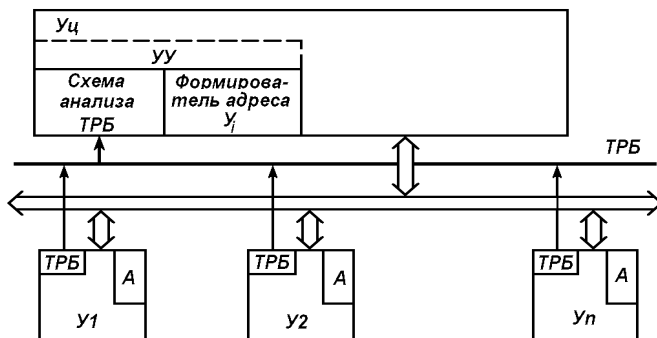 Уц
УУ
Схема
анализа
ТРБ
Формирова-
тель адреса
Уi
ТРБ
ТРБ
А
У1
ТРБ
А
У2
ТРБ
А
Уn